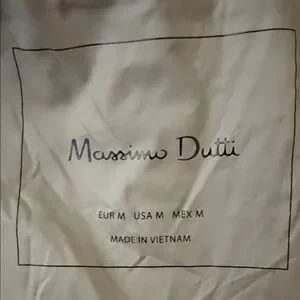 Massimo Dutti
EUR M USA M MEX M
MADE IN VIETNAM